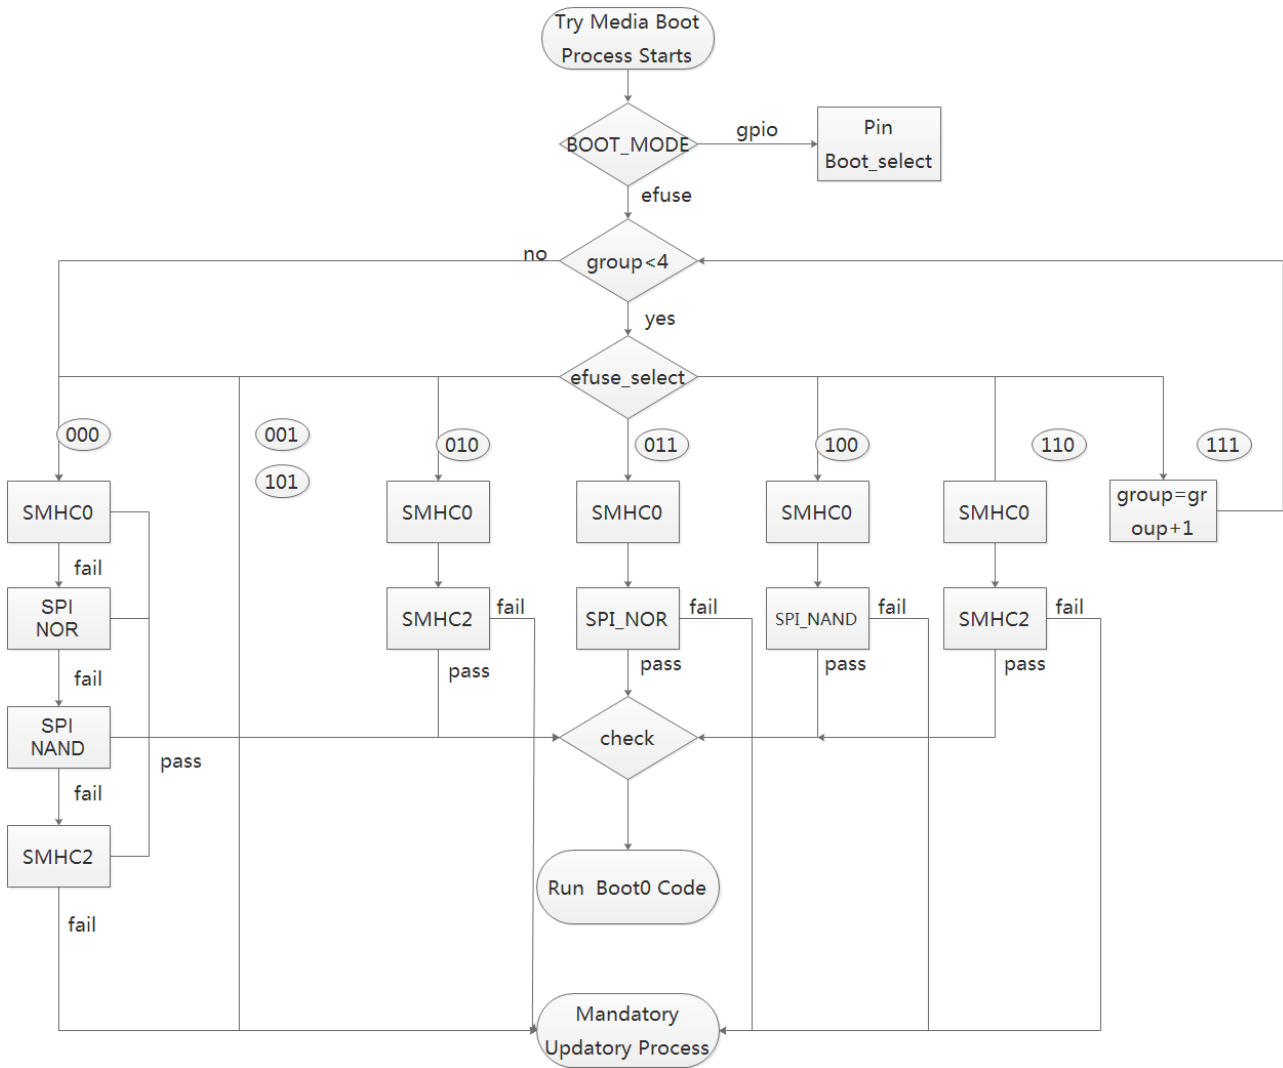 Try Media Boot
Process Starts
BOOT_MODE
gpio
Pin
Boot_select
efuse
no
group<4
yes
efuse_select
000
001
101
010
011
100
110
111
SMHC0
SMHC0
SMHC0
SMHC0
SMHC0
group=gr
oup+1
fail
SPI
NOR
SMHC2
fail
SPI_NOR
fail
SPI_NAND
fail
SMHC2
fail
fail
pass
pass
pass
pass
SPI
NAND
pass
check
fail
SMHC2
Run Boot0 Code
fail
Mandatory
Updatory Process